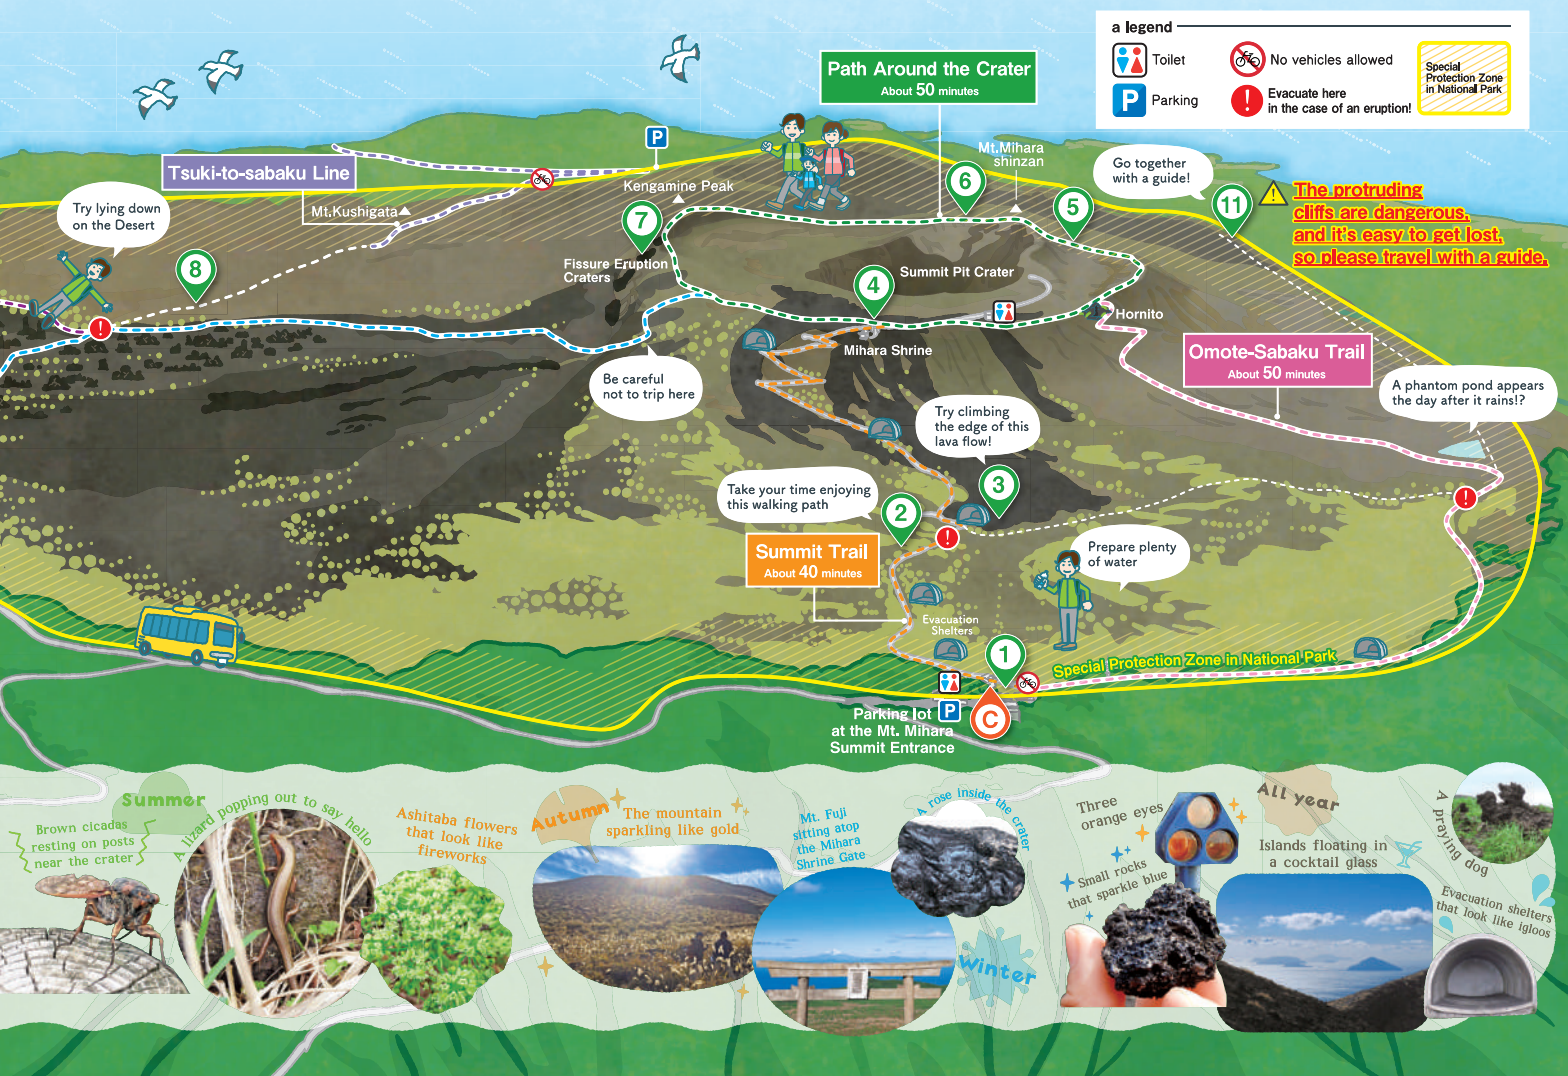 a legend
Toilet
No vehicles allowed
P
Parking
!
Evacuate here
in the case of an eruption!
Special
Protection Zone
in National Park
Path Around the Crater
About 50 minutes
P
Tsuki-to-sabaku Line
Mt.Kushigata
Kengamine Peak
Mt.Mihara
shinzan
Go together
with a guide!
!
The protruding
cliffs are dangerous,
and it's easy to get lost,
so please travel with a guide.
Try lying down
on the Desert
11
6
5
7
8
4
Fissure Eruption
Craters
Summit Pit Crater
Hornito
!
Mihara Shrine
Omote-Sabaku Trail
About 50 minutes
Be careful
not to trip here
A phantom pond appears
the day after it rains!?
Try climbing
the edge of this
lava flow!
Take your time enjoying
this walking path
3
2
!
!
Summit Trail
About 40 minutes
Prepare plenty
of water
Evacuation
Shelters
1
Special Protection Zone in National Park
C
P
Parking lot
at the Mt. Mihara
Summit Entrance
Summer
Brown cicadas
resting on posts
near the crater
A lizard popping out to say hello
Ashitaba flowers
that look like
fireworks
Autumn
The mountain
sparkling like gold
Mt. Fuji
sitting atop
the Mihara
Shrine Gate
A rose inside the crater
Winter
Three
orange eyes
Small rocks
that sparkle blue
All year
Islands floating in
a cocktail glass
A praying dog
Evacuation shelters
that look like igloos